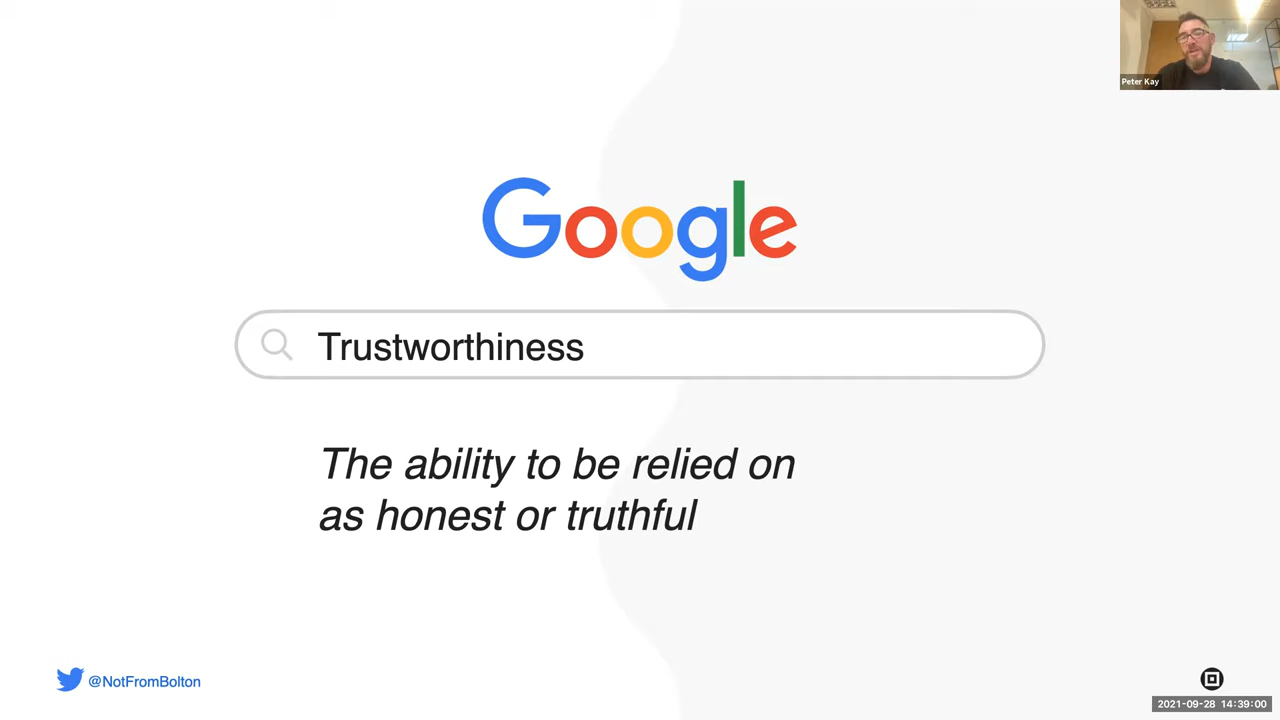 Peter Kay
Google
Trustworthiness
The ability to be relied on
as honest or truthful
@NotFromBolton
2021-09-28 14:39:00